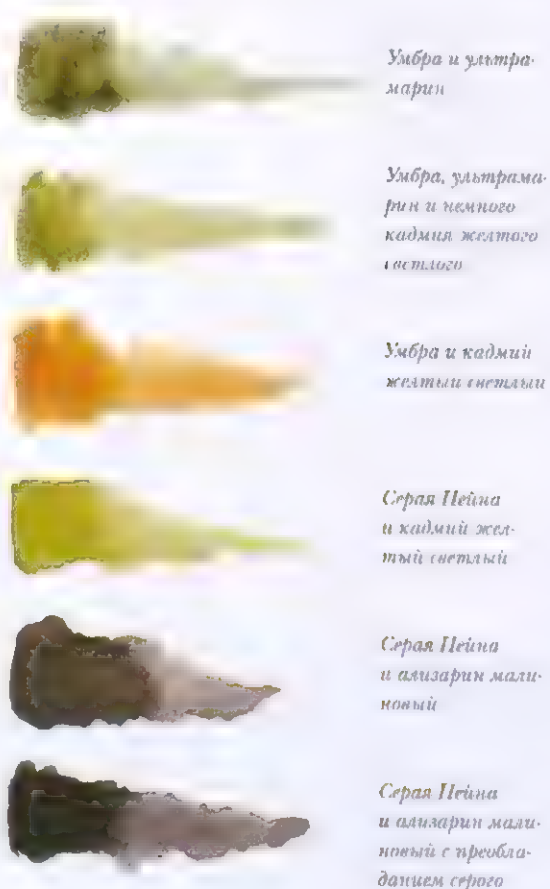 Умбра и ультра-
марин
Умбра, ультрама-
рин и немного
кадмия желтого
светлого
Умбра и кадмий
желтый светлый
Серая Пейна
и кадмий жел-
тый светлый
Серая Пейна
и ализарин мали-
новый
Серая Пейна
и ализарин мали-
новый с преобла-
данием серого